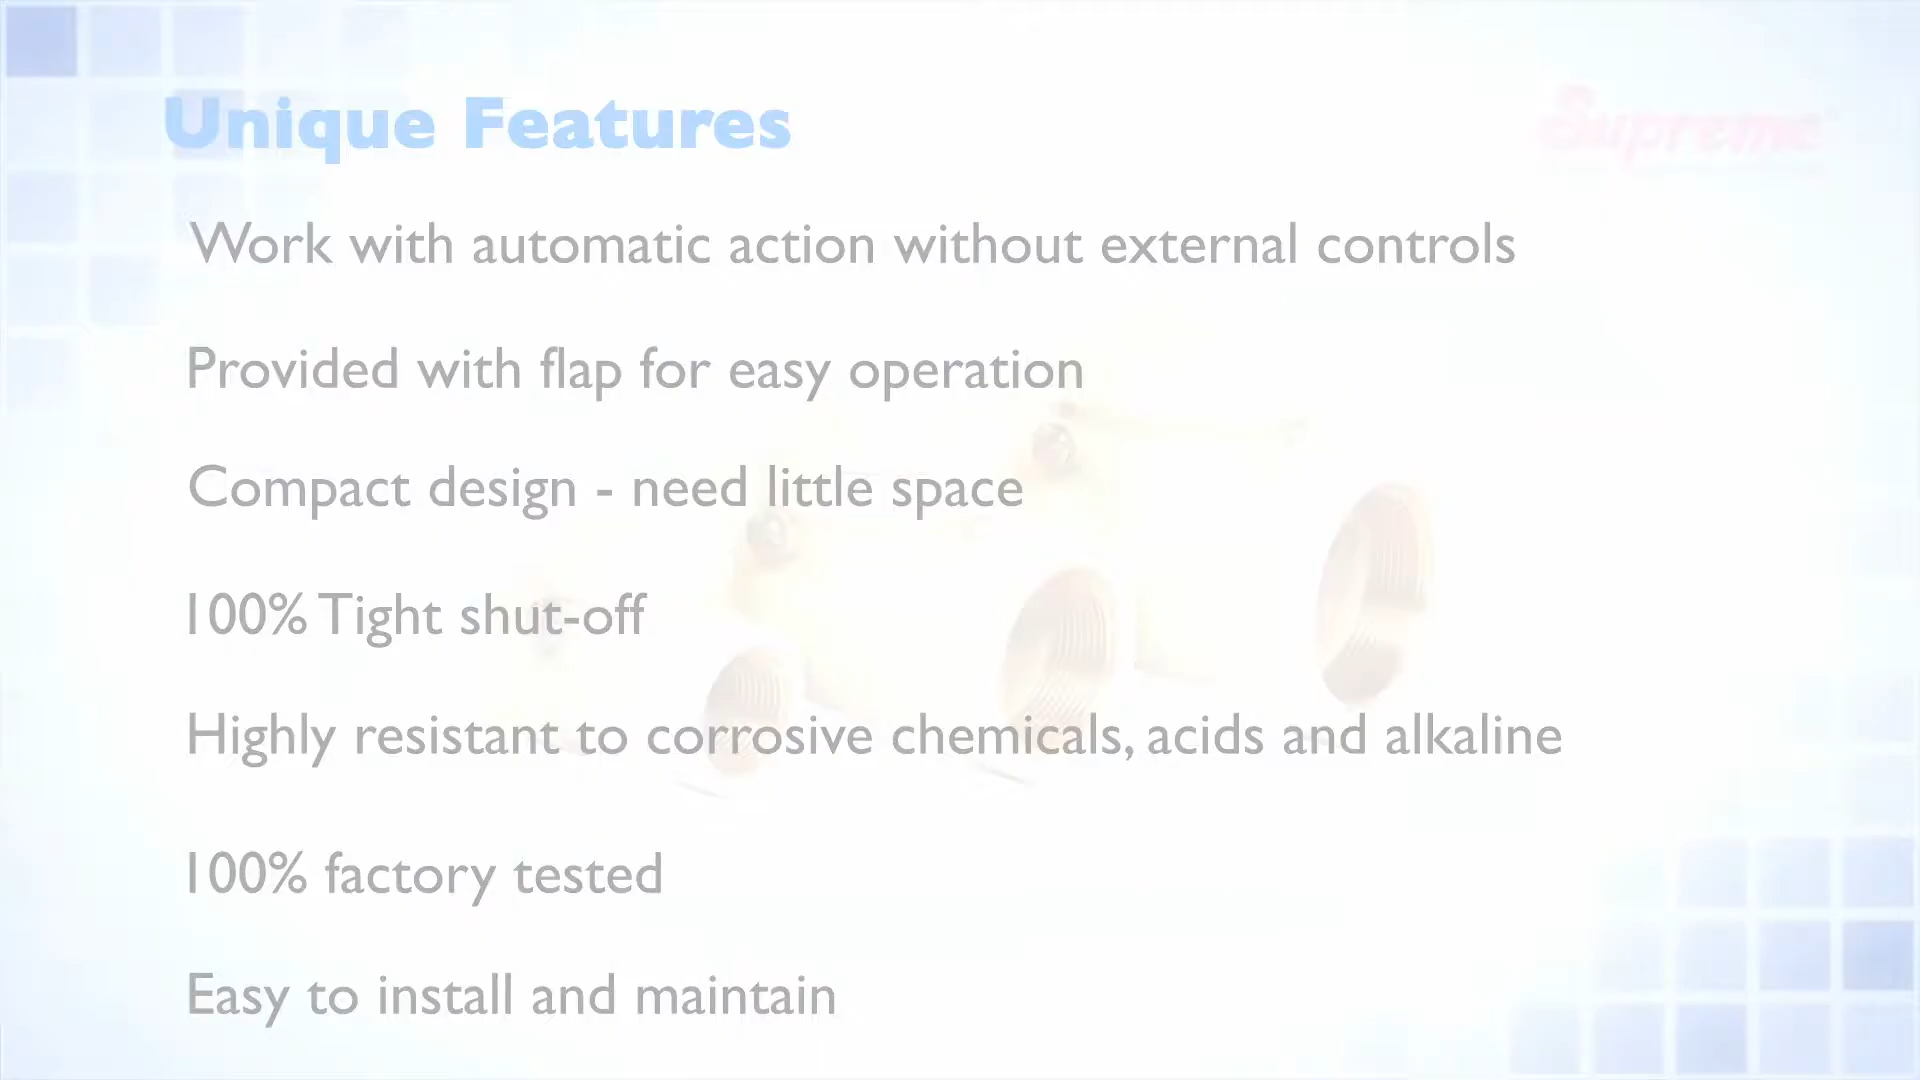 Unique Features
Supreme
Work with automatic action without external controls
Provided with flap for easy operation
Compact design - need little space
100% Tight shut-off
Highly resistant to corrosive chemicals, acids and alkaline
100% factory tested
Easy to install and maintain